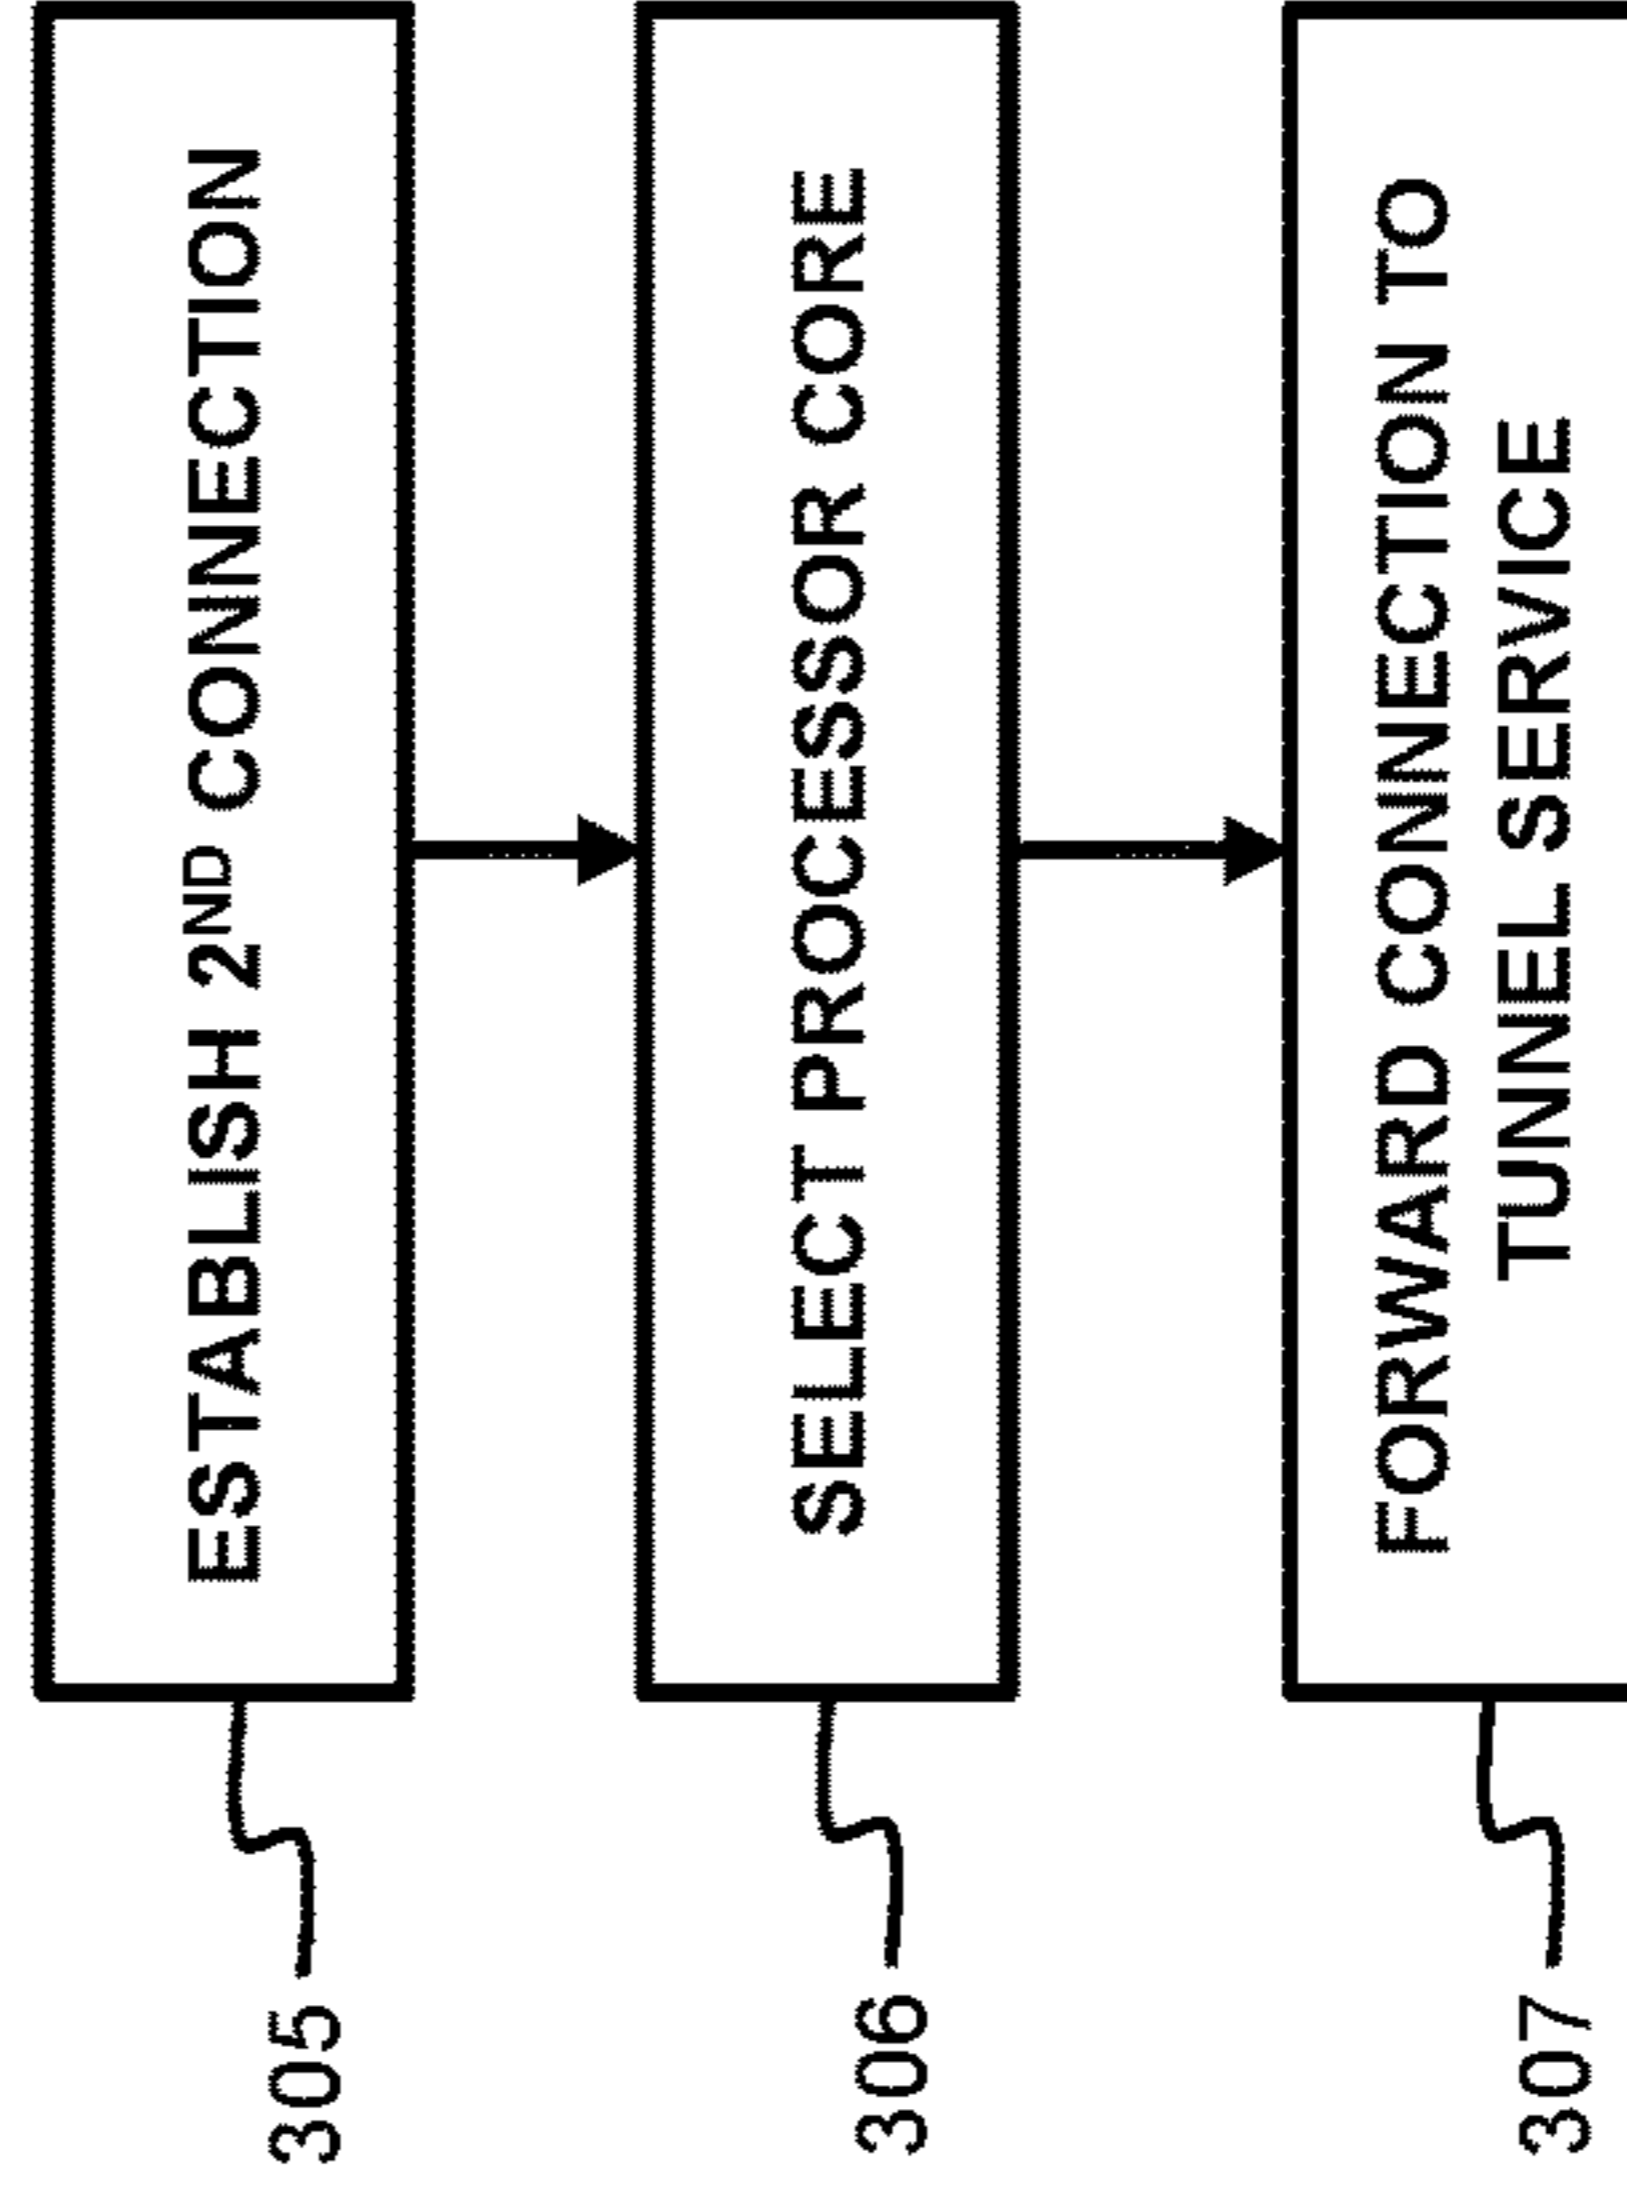 305
ESTABLISH 2ND CONNECTION
306
SELECT PROCESSOR CORE
307
FORWARD CONNECTION TO
TUNNEL SERVICE